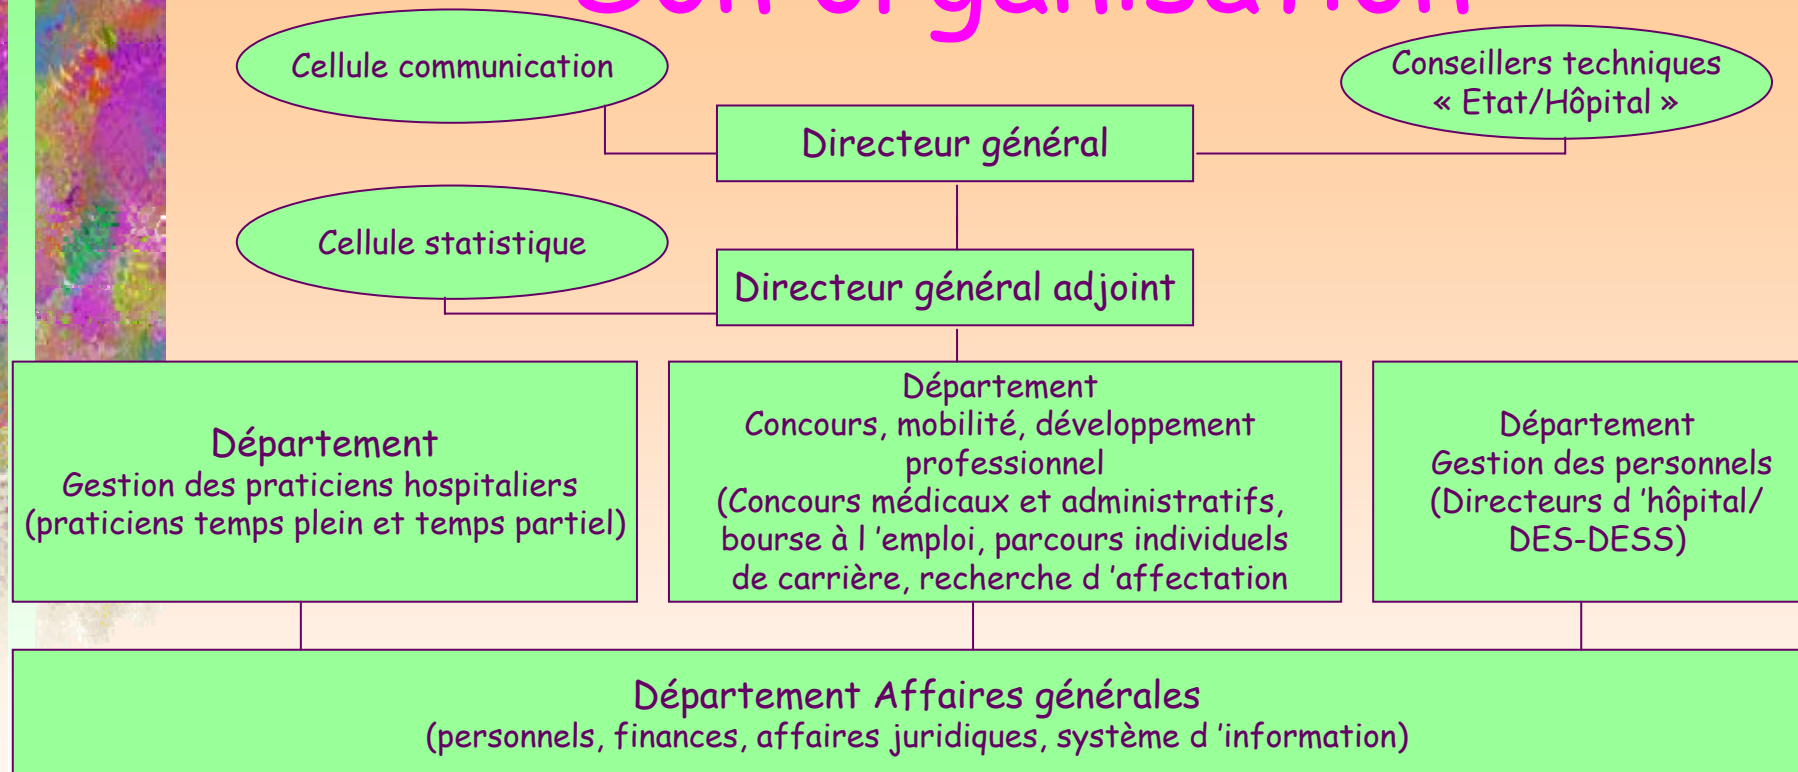 Son organisation
Cellule communication
Conseillers techniques
« Etat/Hôpital »
Directeur général
Cellule statistique
Directeur général adjoint
Département
Gestion des praticiens hospitaliers
(praticiens temps plein et temps partiel)
Département
Concours, mobilité, développement
professionnel
(Concours médicaux et administratifs,
bourse à l ’emploi, parcours individuels
de carrière, recherche d ’affectation
Département
Gestion des personnels
(Directeurs d ’hôpital/
DES-DESS)
Département Affaires générales
(personnels, finances, affaires juridiques, système d ’information)